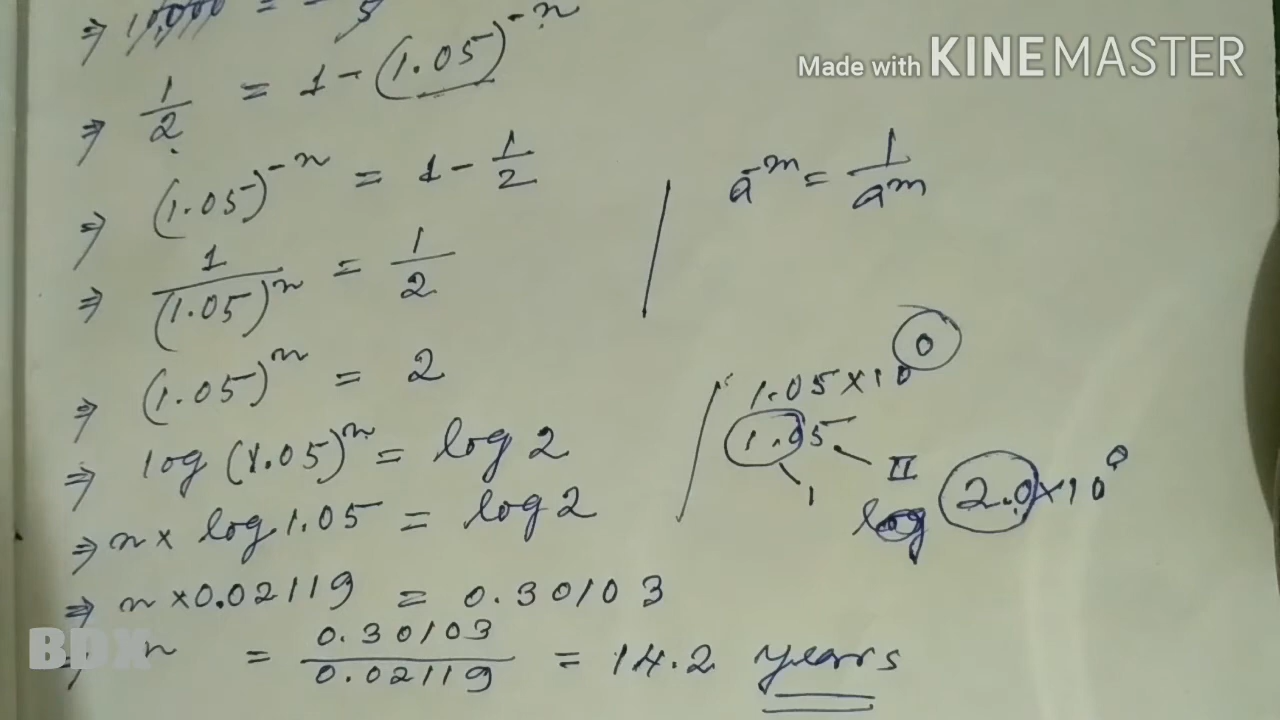 Made with KINEMASTER
⇒ 1/2 = 1 - (1.05)^-n
⇒ (1.05)^-n = 1 - 1/2
a^-m = 1/a^m
⇒ 1/(1.05)^n = 1/2
⇒ (1.05)^n = 2
1.05×10^0
1.05
1
II
log 2.0×10^0
⇒ log (1.05)^n = log 2
⇒ n× log 1.05 = log 2
⇒ n×0.02119 = 0.30103
⇒ n = 0.30103/0.02119 = 14.2 years
BDX